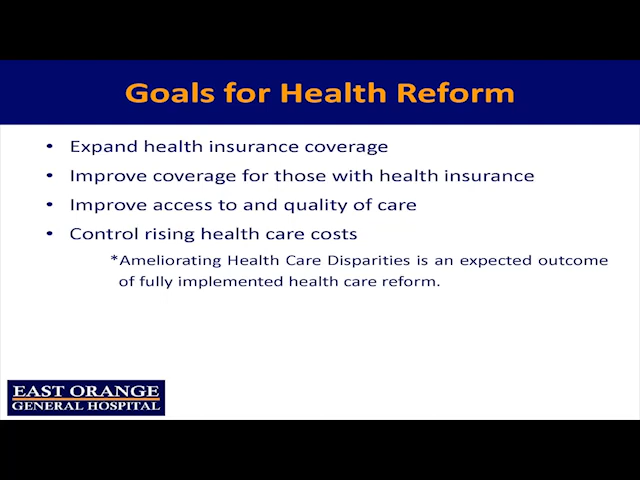 Goals for Health Reform
• Expand health insurance coverage
• Improve coverage for those with health insurance
• Improve access to and quality of care
• Control rising health care costs
*Ameliorating Health Care Disparities is an expected outcome
of fully implemented health care reform.
EAST ORANGE
GENERAL HOSPITAL